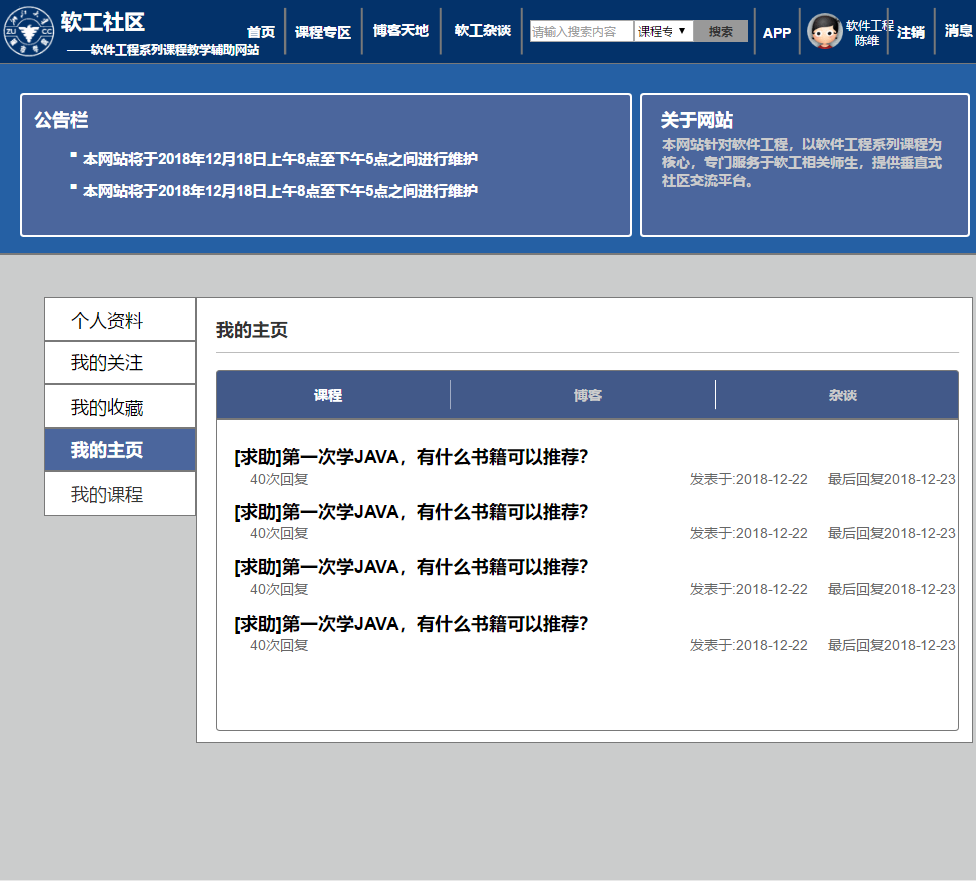 软工社区
——软件工程系列课程教学辅助网站
首页
课程专区
博客天地
软工杂谈
请输入搜索内容
课程专
搜索
APP
软件工程
陈维
注销
消息
公告栏
本网站将于2018年12月18日上午8点至下午5点之间进行维护
本网站将于2018年12月18日上午8点至下午5点之间进行维护
关于网站
本网站针对软件工程，以软件工程系列课程为
核心，专门服务于软工相关师生，提供垂直式
社区交流平台。
个人资料
我的关注
我的收藏
我的主页
我的课程
我的主页
课程
博客
杂谈
[求助]第一次学JAVA，有什么书籍可以推荐？
40次回复 发表于:2018-12-22 最后回复2018-12-23
[求助]第一次学JAVA，有什么书籍可以推荐？
40次回复 发表于:2018-12-22 最后回复2018-12-23
[求助]第一次学JAVA，有什么书籍可以推荐？
40次回复 发表于:2018-12-22 最后回复2018-12-23
[求助]第一次学JAVA，有什么书籍可以推荐？
40次回复 发表于:2018-12-22 最后回复2018-12-23